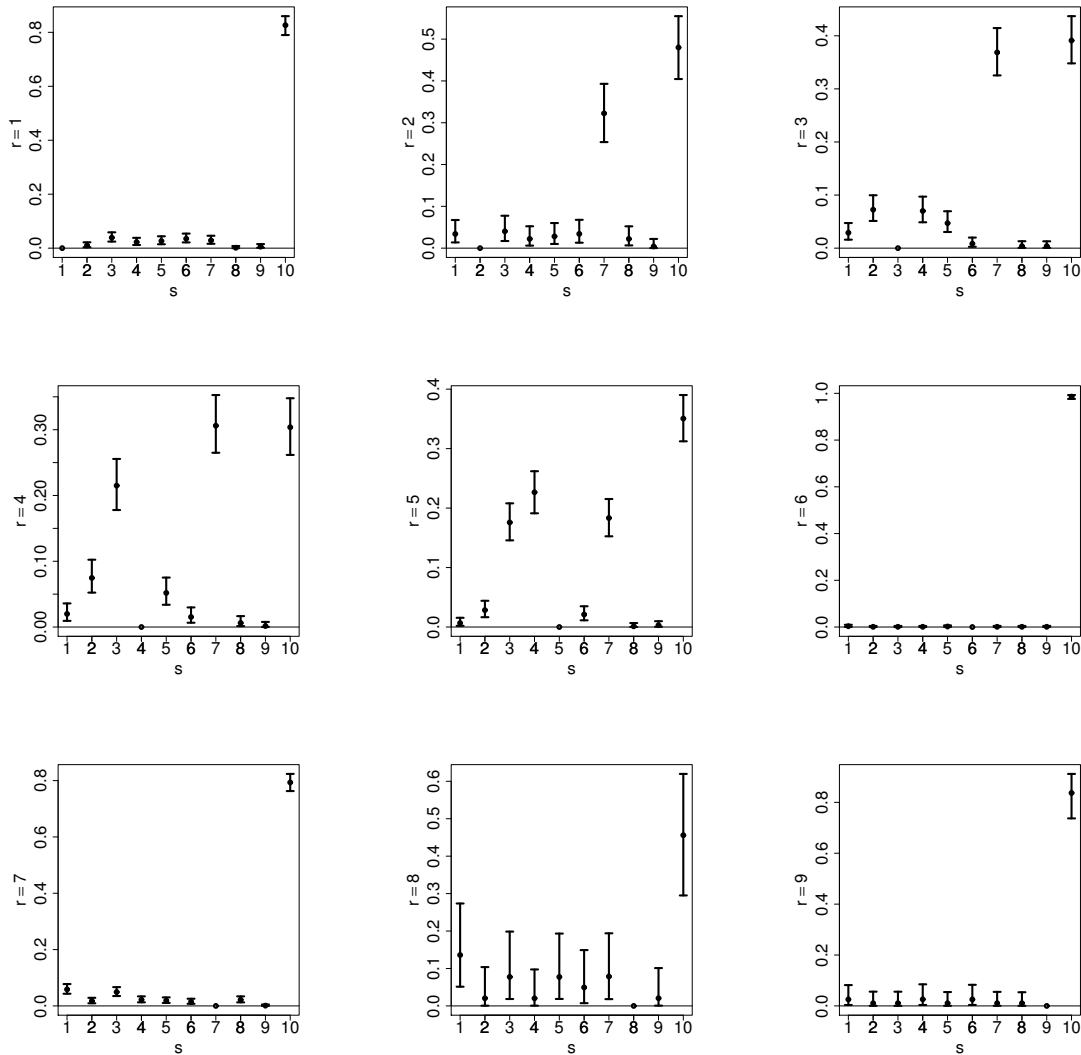 r = 1
0.0 0.2 0.4 0.6 0.8
1 2 3 4 5 6 7 8 9 10
s
r = 2
0.0 0.1 0.2 0.3 0.4 0.5
1 2 3 4 5 6 7 8 9 10
s
r = 3
0.0 0.1 0.2 0.3 0.4
1 2 3 4 5 6 7 8 9 10
s
r = 4
0.00 0.10 0.20 0.30
1 2 3 4 5 6 7 8 9 10
s
r = 5
0.0 0.1 0.2 0.3 0.4
1 2 3 4 5 6 7 8 9 10
s
r = 6
0.0 0.2 0.4 0.6 0.8 1.0
1 2 3 4 5 6 7 8 9 10
s
r = 7
0.0 0.2 0.4 0.6 0.8
1 2 3 4 5 6 7 8 9 10
s
r = 8
0.0 0.1 0.2 0.3 0.4 0.5 0.6
1 2 3 4 5 6 7 8 9 10
s
r = 9
0.0 0.2 0.4 0.6 0.8
1 2 3 4 5 6 7 8 9 10
s